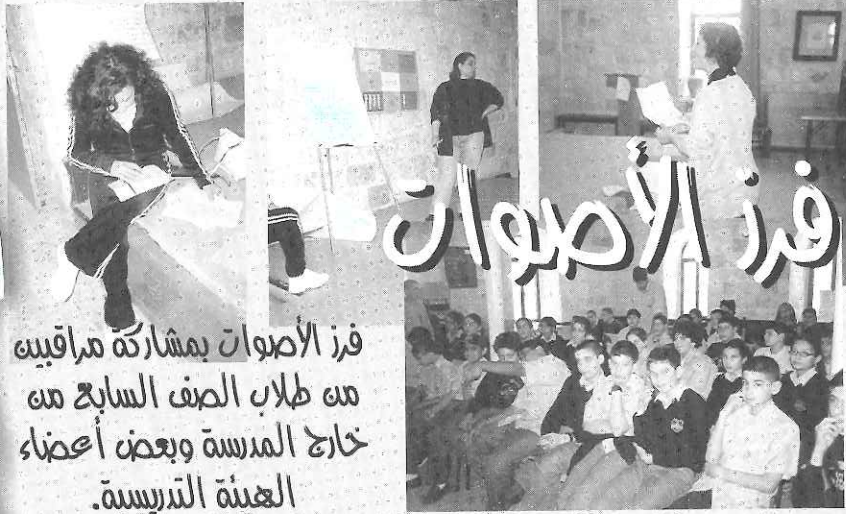 فرز الأصوات
فرز الأصوات بمشاركة مراقبين
من طلاب الصف السابع من
خارج المدرسة وبعض أعضاء
الهيئة التدريسية.